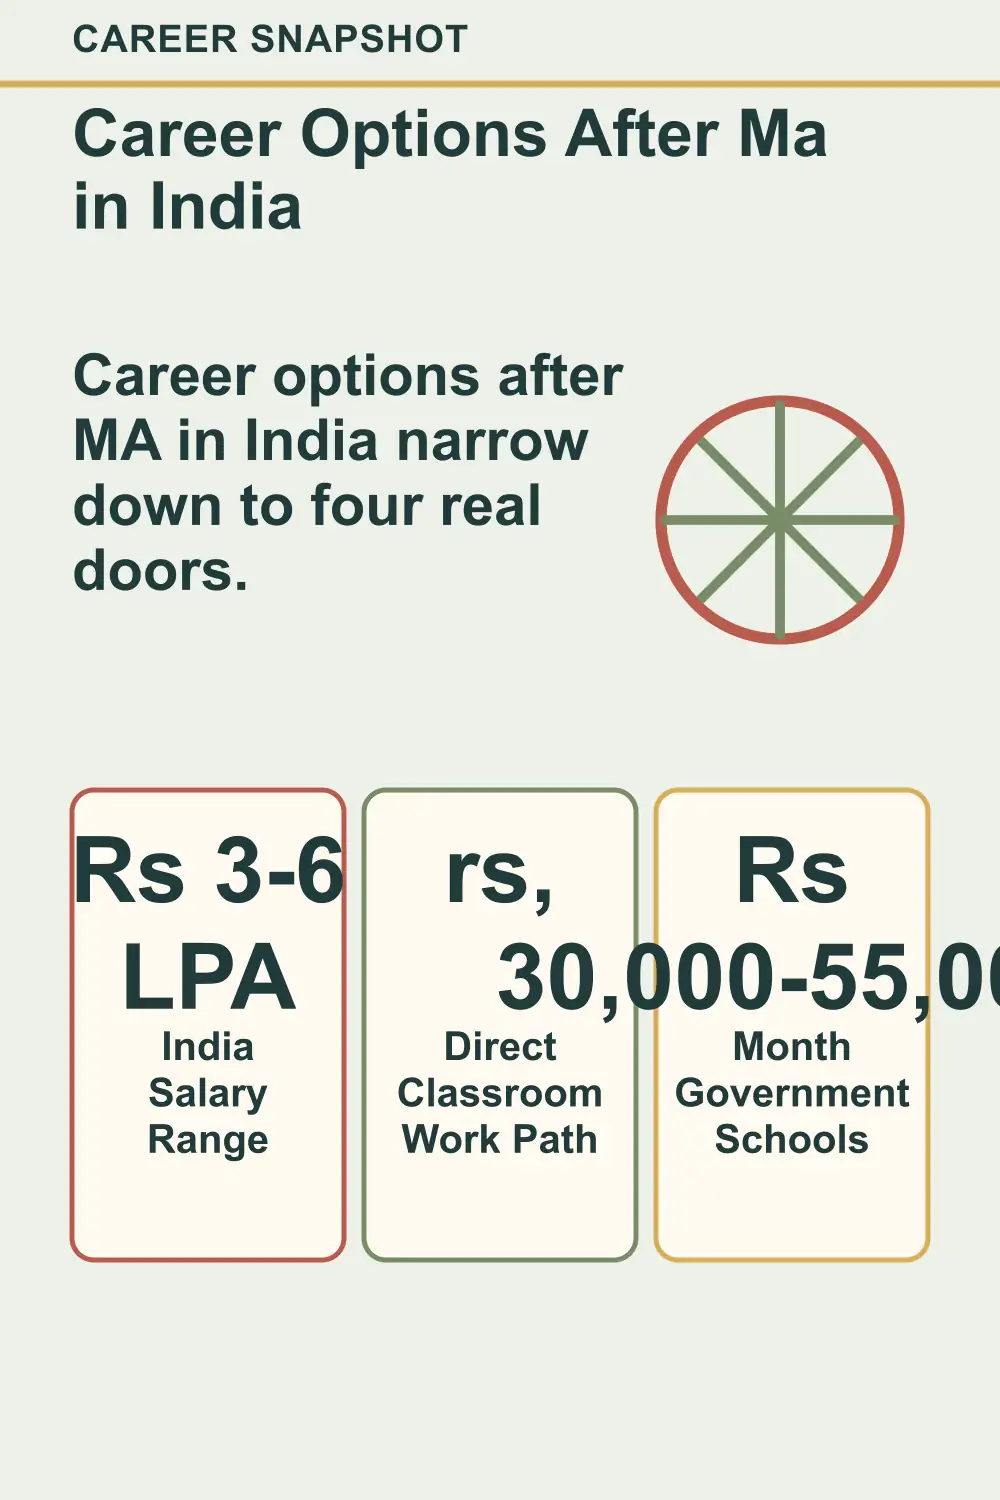 CAREER SNAPSHOT
Career Options After Ma
in India
Career options after
MA in India narrow
down to four real
doors.
Rs 3-6
LPA
India
Salary
Range
rs,
Direct
Classroom
Work Path
Rs
30,000-55,00
Month
Government
Schools